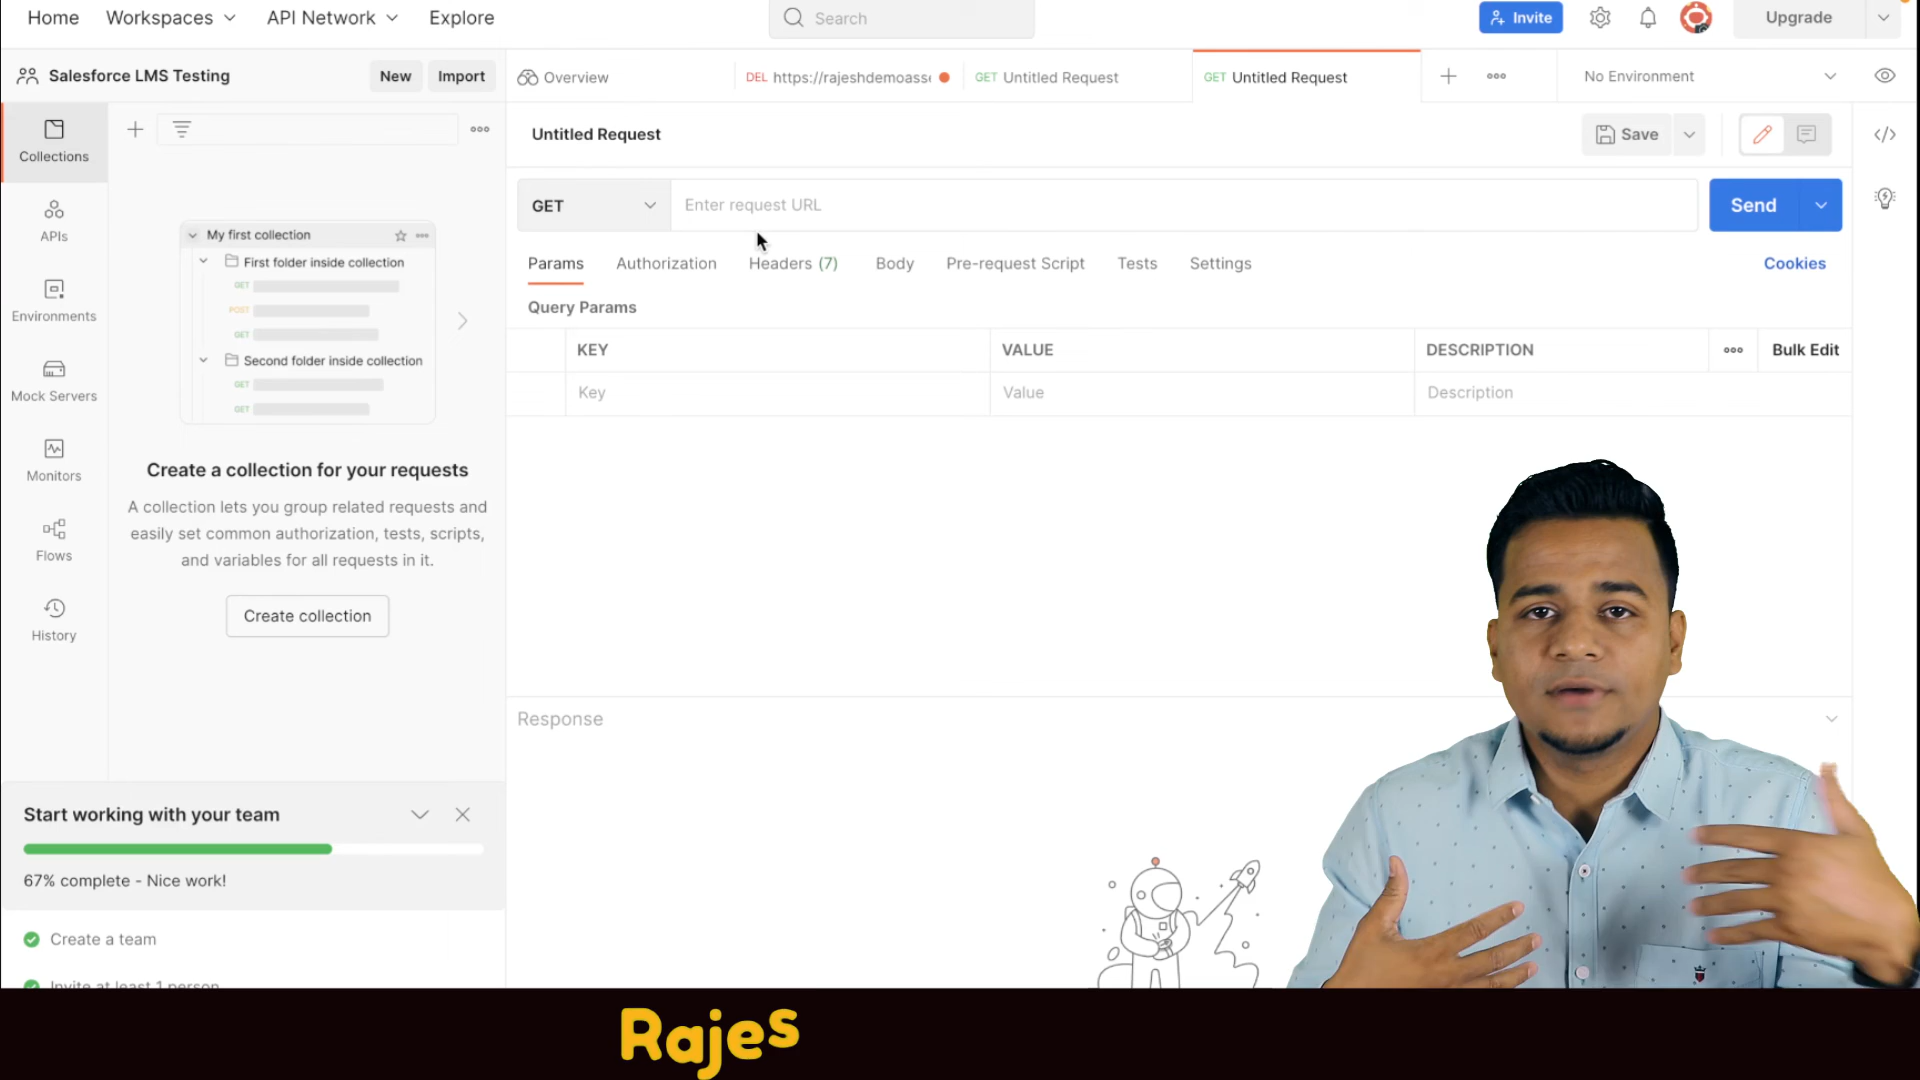 Home
Workspaces
API Network
Explore
Search
Invite
Upgrade
Salesforce LMS Testing
New
Import
Overview
DEL https://rajeshdemoasse
GET Untitled Request
GET Untitled Request
No Environment
Collections
APIs
Environments
Mock Servers
Monitors
Flows
History
My first collection
First folder inside collection
GET
POST
GET
Second folder inside collection
GET
GET
Create a collection for your requests
A collection lets you group related requests and
easily set common authorization, tests, scripts,
and variables for all requests in it.
Create collection
Start working with your team
67% complete - Nice work!
Create a team
Invite at least 1 person
Untitled Request
Save
GET
Enter request URL
Send
Params
Authorization
Headers (7)
Body
Pre-request Script
Tests
Settings
Cookies
Query Params
KEY
VALUE
DESCRIPTION
Bulk Edit
Key
Value
Description
Response
Rajes